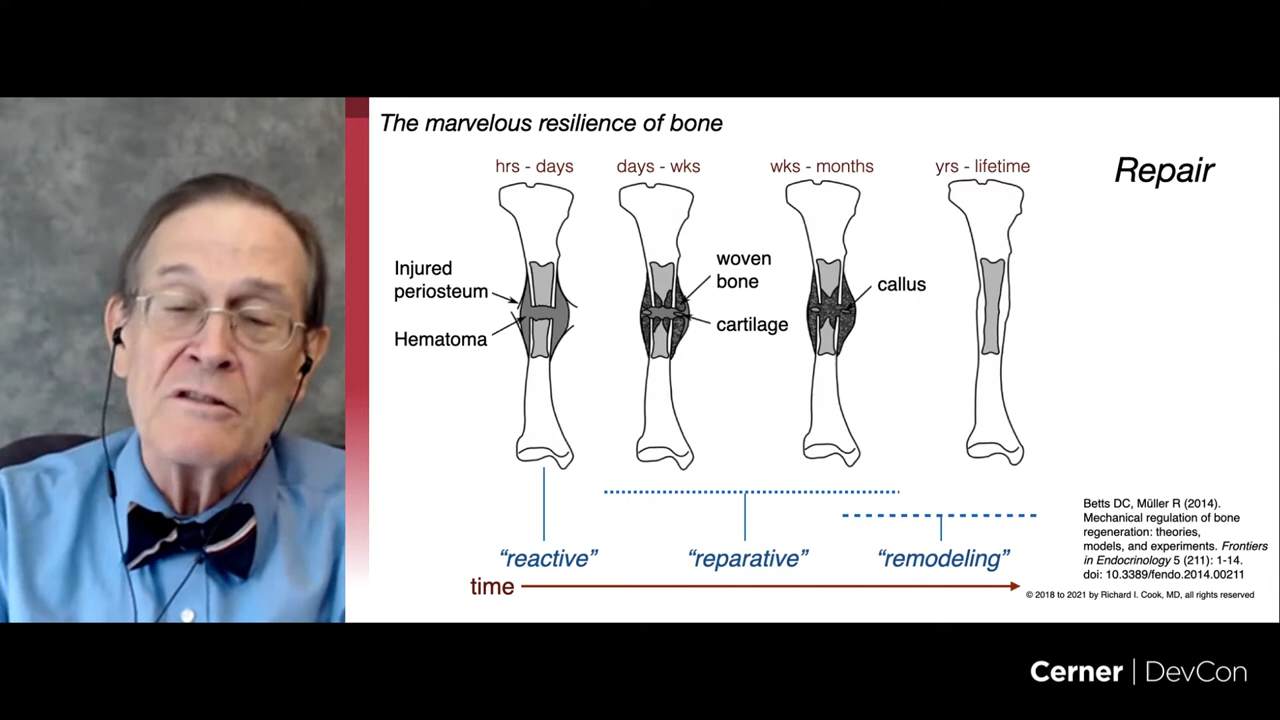 The marvelous resilience of bone
hrs - days
days - wks
wks - months
yrs - lifetime
Repair
Injured
periosteum
Hematoma
woven
bone
cartilage
callus
“reactive”
“reparative”
“remodeling”
time
Betts DC, Müller R (2014).
Mechanical regulation of bone
regeneration: theories,
models, and experiments. Frontiers
in Endocrinology 5 (211): 1-14.
doi: 10.3389/fendo.2014.00211
© 2018 to 2021 by Richard I. Cook, MD, all rights reserved
Cerner | DevCon